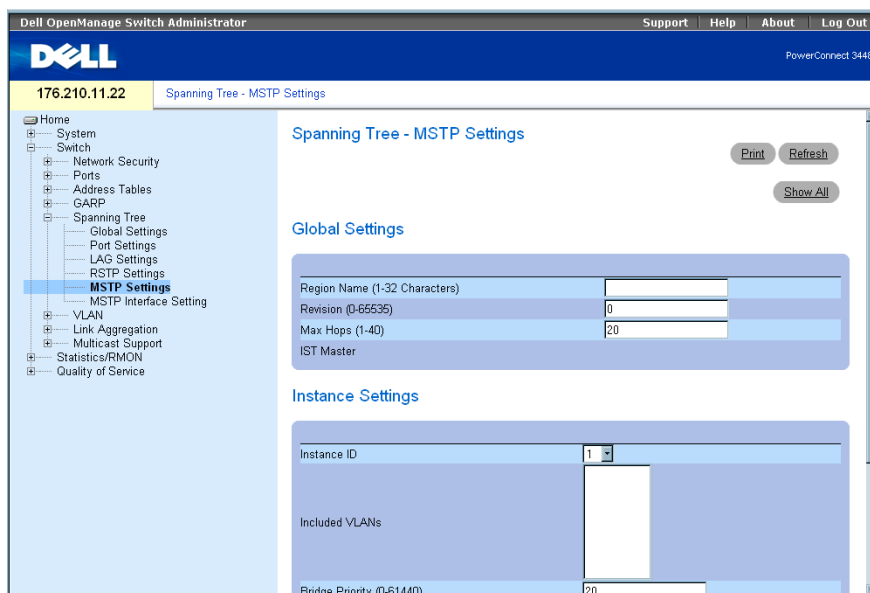 Dell OpenManage Switch Administrator
Support | Help | About | Log Out
DELL
PowerConnect 3448
176.210.11.22
Spanning Tree - MSTP Settings
Home
System
Switch
Network Security
Ports
Address Tables
GARP
Spanning Tree
Global Settings
Port Settings
LAG Settings
RSTP Settings
MSTP Settings
MSTP Interface Setting
VLAN
Link Aggregation
Multicast Support
Statistics/RMON
Quality of Service
Spanning Tree - MSTP Settings
Print
Refresh
Show All
Global Settings
Region Name (1-32 Characters)
Revision (0-65535) 0
Max Hops (1-40) 20
IST Master
Instance Settings
Instance ID 1
Included VLANs
Bridge Priority (0-61440) 20